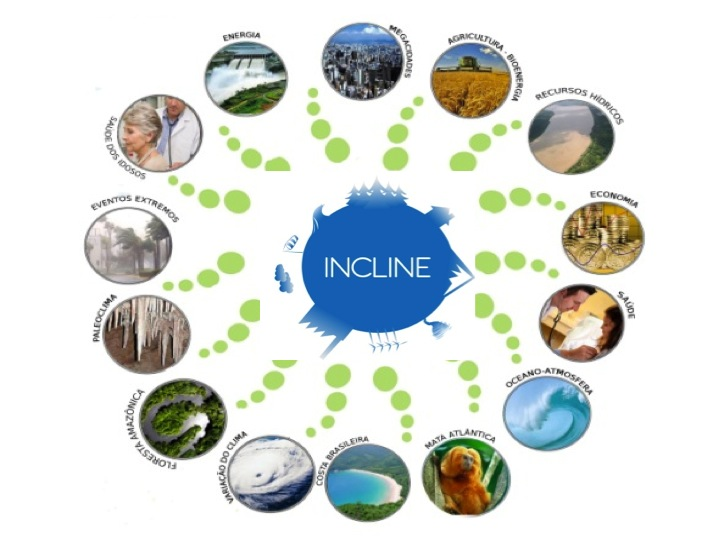 ENERGIA
MEGACIDADES
AGRICULTURA - BIOENERGIA
RECURSOS HÍDRICOS
ECONOMIA
SAÚDE
OCEANO-ATMOSFERA
MATA ATLÂNTICA
COSTA BRASILEIRA
VARIAÇÃO DO CLIMA
FLORESTA AMAZÔNICA
PALEOCLIMA
EVENTOS EXTREMOS
SAÚDE DOS IDOSOS
INCLINE